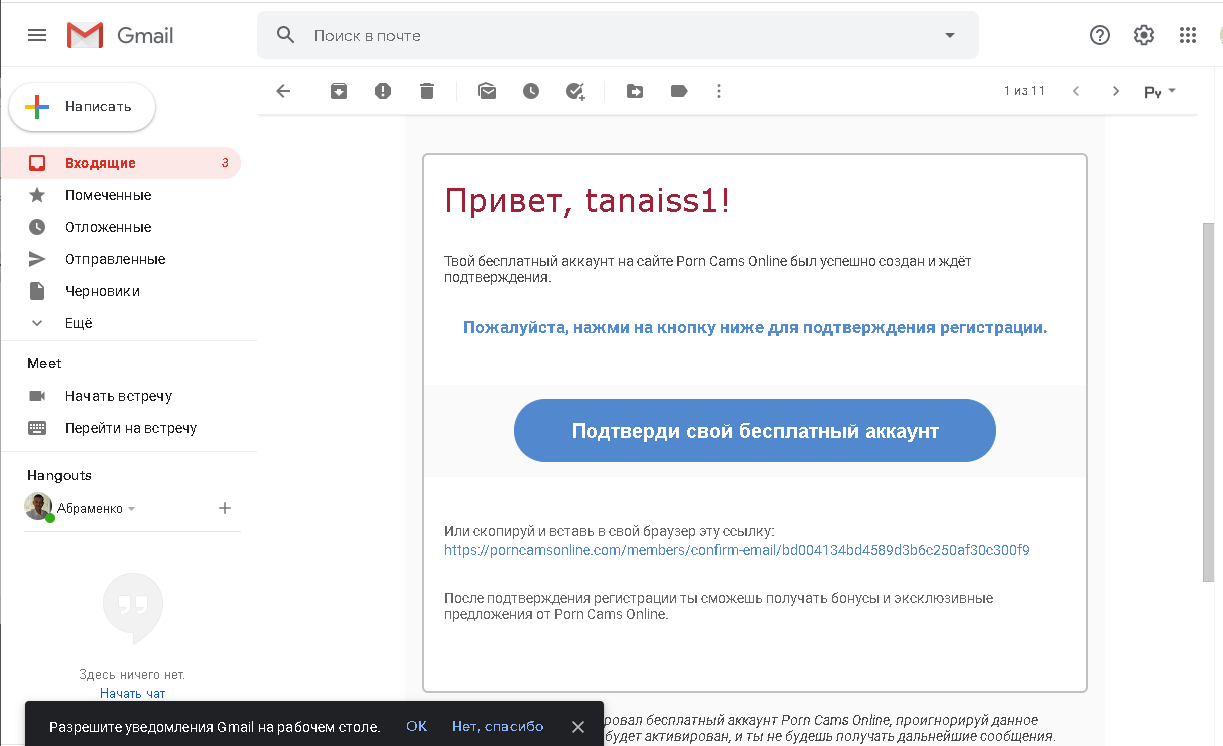 Gmail
Поиск в почте
Написать
1 из 11
Ру
Входящие 3
Помеченные
Отложенные
Отправленные
Черновики
Ещё
Meet
Начать встречу
Перейти на встречу
Hangouts
Абраменко
Здесь ничего нет.
Начать чат
Привет, tanaiss1!
Твой бесплатный аккаунт на сайте Porn Cams Online был успешно создан и ждёт
подтверждения.
Пожалуйста, нажми на кнопку ниже для подтверждения регистрации.
Подтверди свой бесплатный аккаунт
Или скопируй и вставь в свой браузер эту ссылку:
https://porncamsonline.com/members/confirm-email/bd004134bd4589d3b6c250af30c300f9
После подтверждения регистрации ты сможешь получать бонусы и эксклюзивные
предложения от Porn Cams Online.
ровал бесплатный аккаунт Porn Cams Online, проигнорируй данное
будет активирован, и ты не будешь получать дальнейшие сообщения.
Разрешите уведомления Gmail на рабочем столе. ОК Нет, спасибо